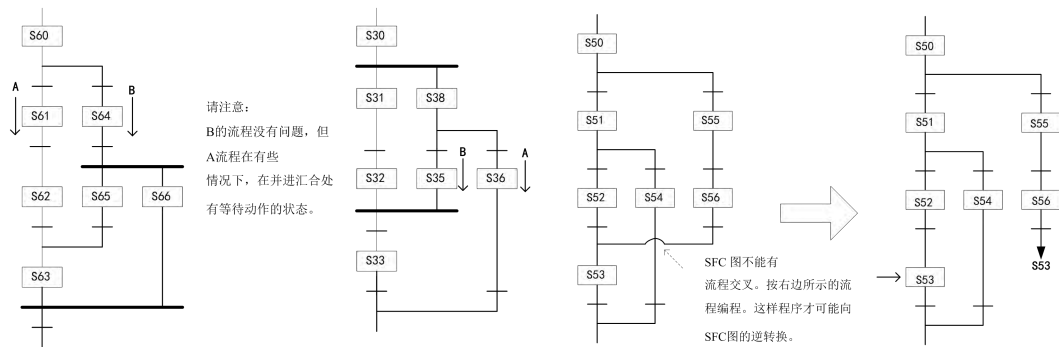 S60
A
B
S61
S64
S62
S65
S66
S63
请注意：
B的流程没有问题，但
A流程在有些
情况下，在并进汇合处
有等待动作的状态。
S30
S31
S38
B
A
S32
S35
S36
S33
S50
S51
S55
S52
S54
S56
S53
SFC 图不能有
流程交叉。按右边所示的流
程编程。这样程序才可能向
SFC图的逆转换。
S50
S51
S55
S52
S54
S56
S53
S53